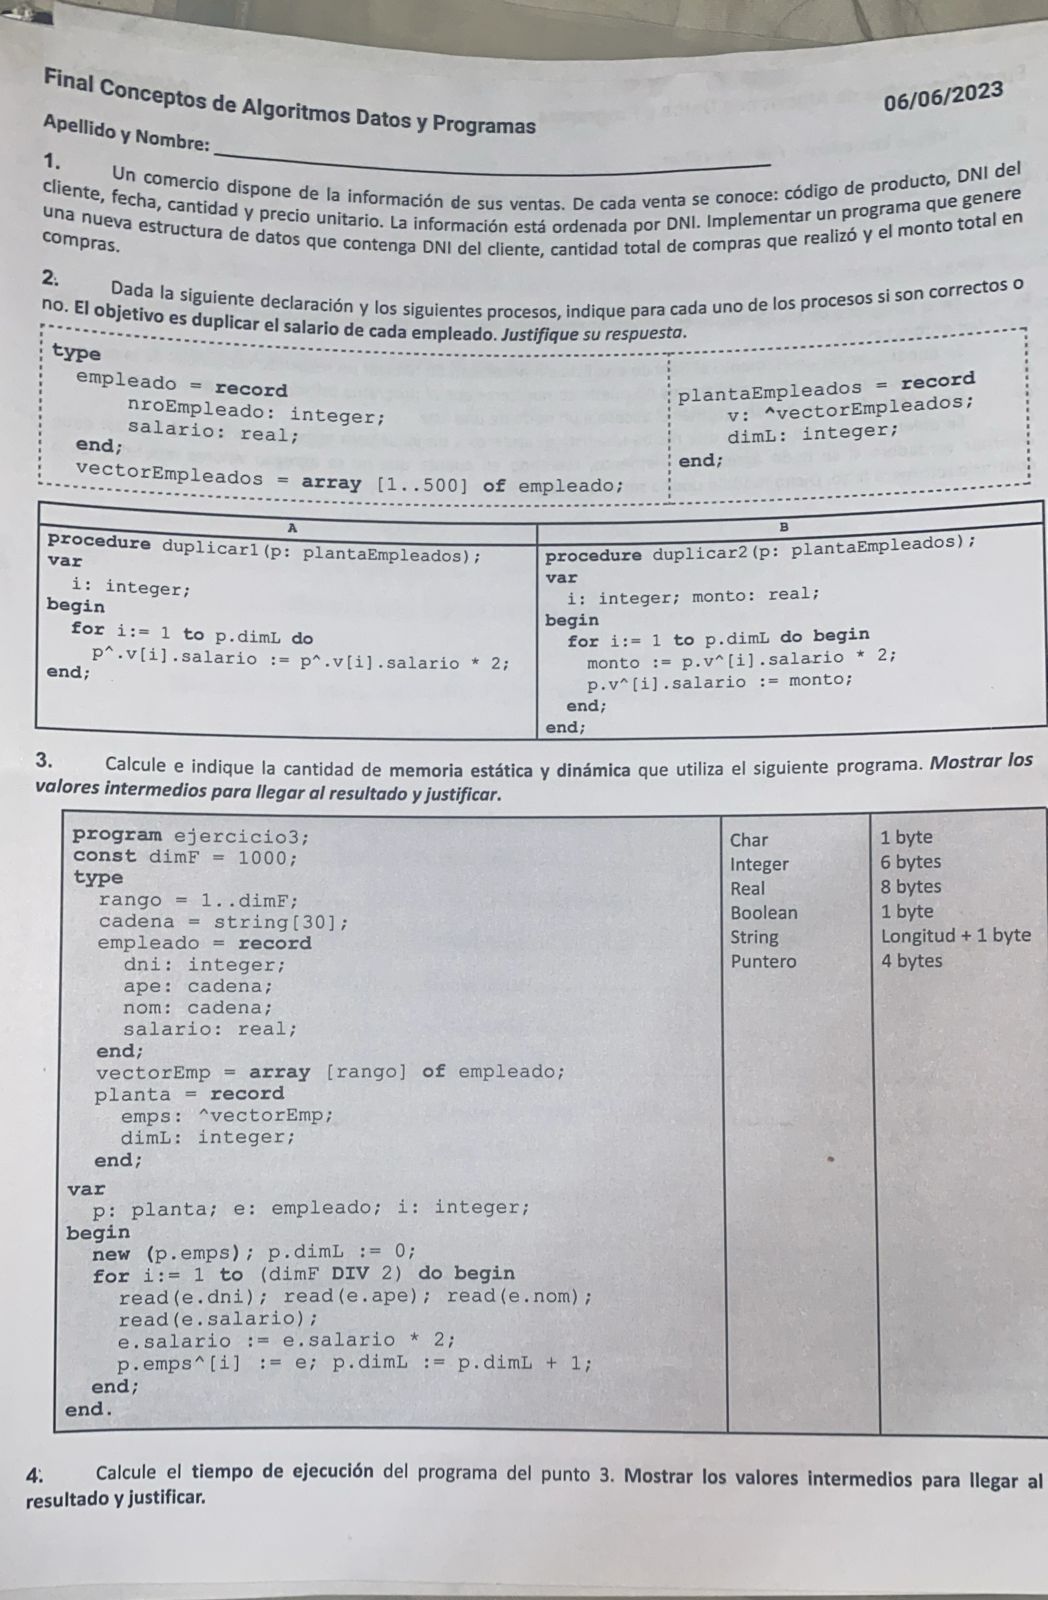 Final Conceptos de Algoritmos Datos y Programas
06/06/2023
Apellido y Nombre:
1. Un comercio dispone de la información de sus ventas. De cada venta se conoce: código de producto, DNI del
cliente, fecha, cantidad y precio unitario. La información está ordenada por DNI. Implementar un programa que genere
una nueva estructura de datos que contenga DNI del cliente, cantidad total de compras que realizó y el monto total en
compras.
2. Dada la siguiente declaración y los siguientes procesos, indique para cada uno de los procesos si son correctos o
no. El objetivo es duplicar el salario de cada empleado. Justifique su respuesta.
type
empleado = record
nroEmpleado: integer;
salario: real;
end;
vectorEmpleados = array [1..500] of empleado;
plantaEmpleados = record
v: ^vectorEmpleados;
dimL: integer;
end;
A
procedure duplicar1(p: plantaEmpleados);
var
i: integer;
begin
for i:= 1 to p.dimL do
p^.v[i].salario := p^.v[i].salario * 2;
end;
B
procedure duplicar2(p: plantaEmpleados);
var
i: integer; monto: real;
begin
for i:= 1 to p.dimL do begin
monto := p.v^[i].salario * 2;
p.v^[i].salario := monto;
end;
end;
3. Calcule e indique la cantidad de memoria estática y dinámica que utiliza el siguiente programa. Mostrar los
valores intermedios para llegar al resultado y justificar.
program ejercicio3;
const dimF = 1000;
type
rango = 1..dimF;
cadena = string[30];
empleado = record
dni: integer;
ape: cadena;
nom: cadena;
salario: real;
end;
vectorEmp = array [rango] of empleado;
planta = record
emps: ^vectorEmp;
dimL: integer;
end;
var
p: planta; e: empleado; i: integer;
begin
new (p.emps); p.dimL := 0;
for i:= 1 to (dimF DIV 2) do begin
read(e.dni); read(e.ape); read(e.nom);
read(e.salario);
e.salario := e.salario * 2;
p.emps^[i] := e; p.dimL := p.dimL + 1;
end;
end.
Char 1 byte
Integer 6 bytes
Real 8 bytes
Boolean 1 byte
String Longitud + 1 byte
Puntero 4 bytes
4. Calcule el tiempo de ejecución del programa del punto 3. Mostrar los valores intermedios para llegar al
resultado y justificar.